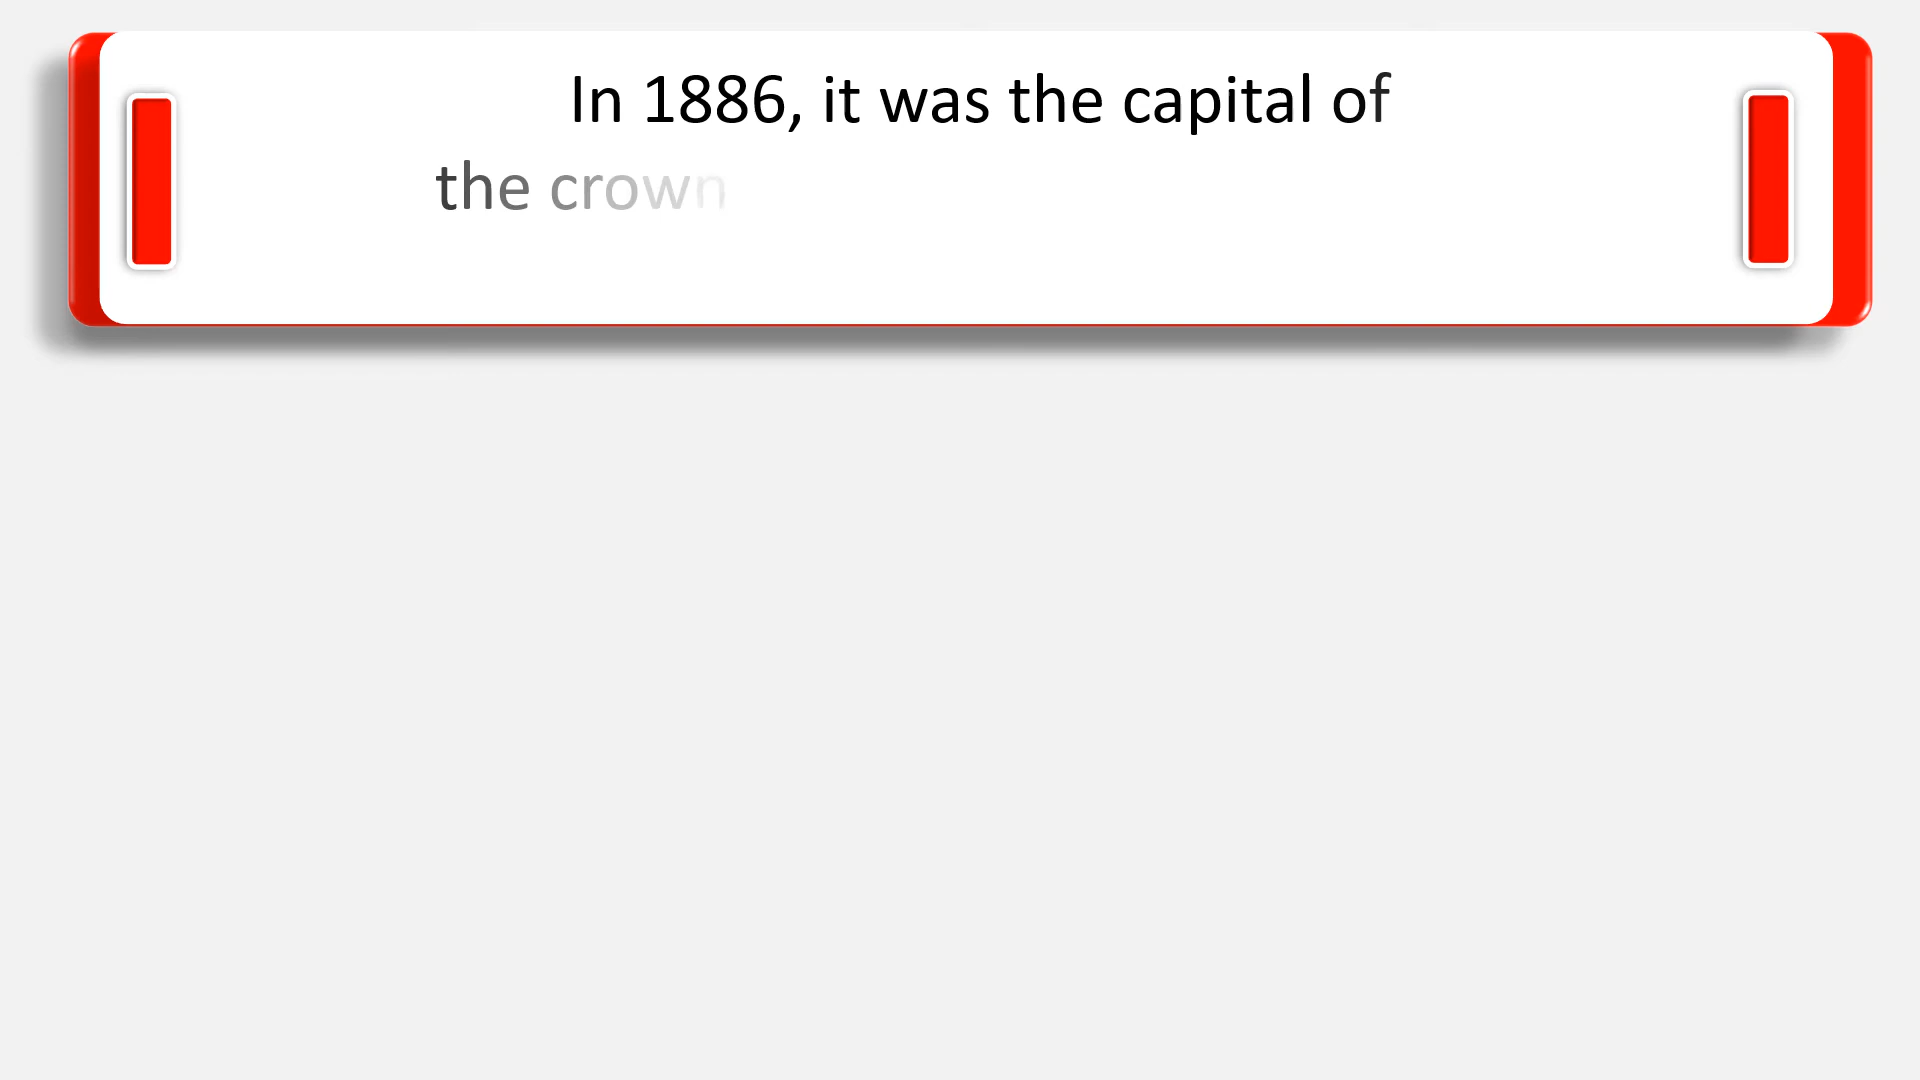 In 1886, it was the capital of
the crown